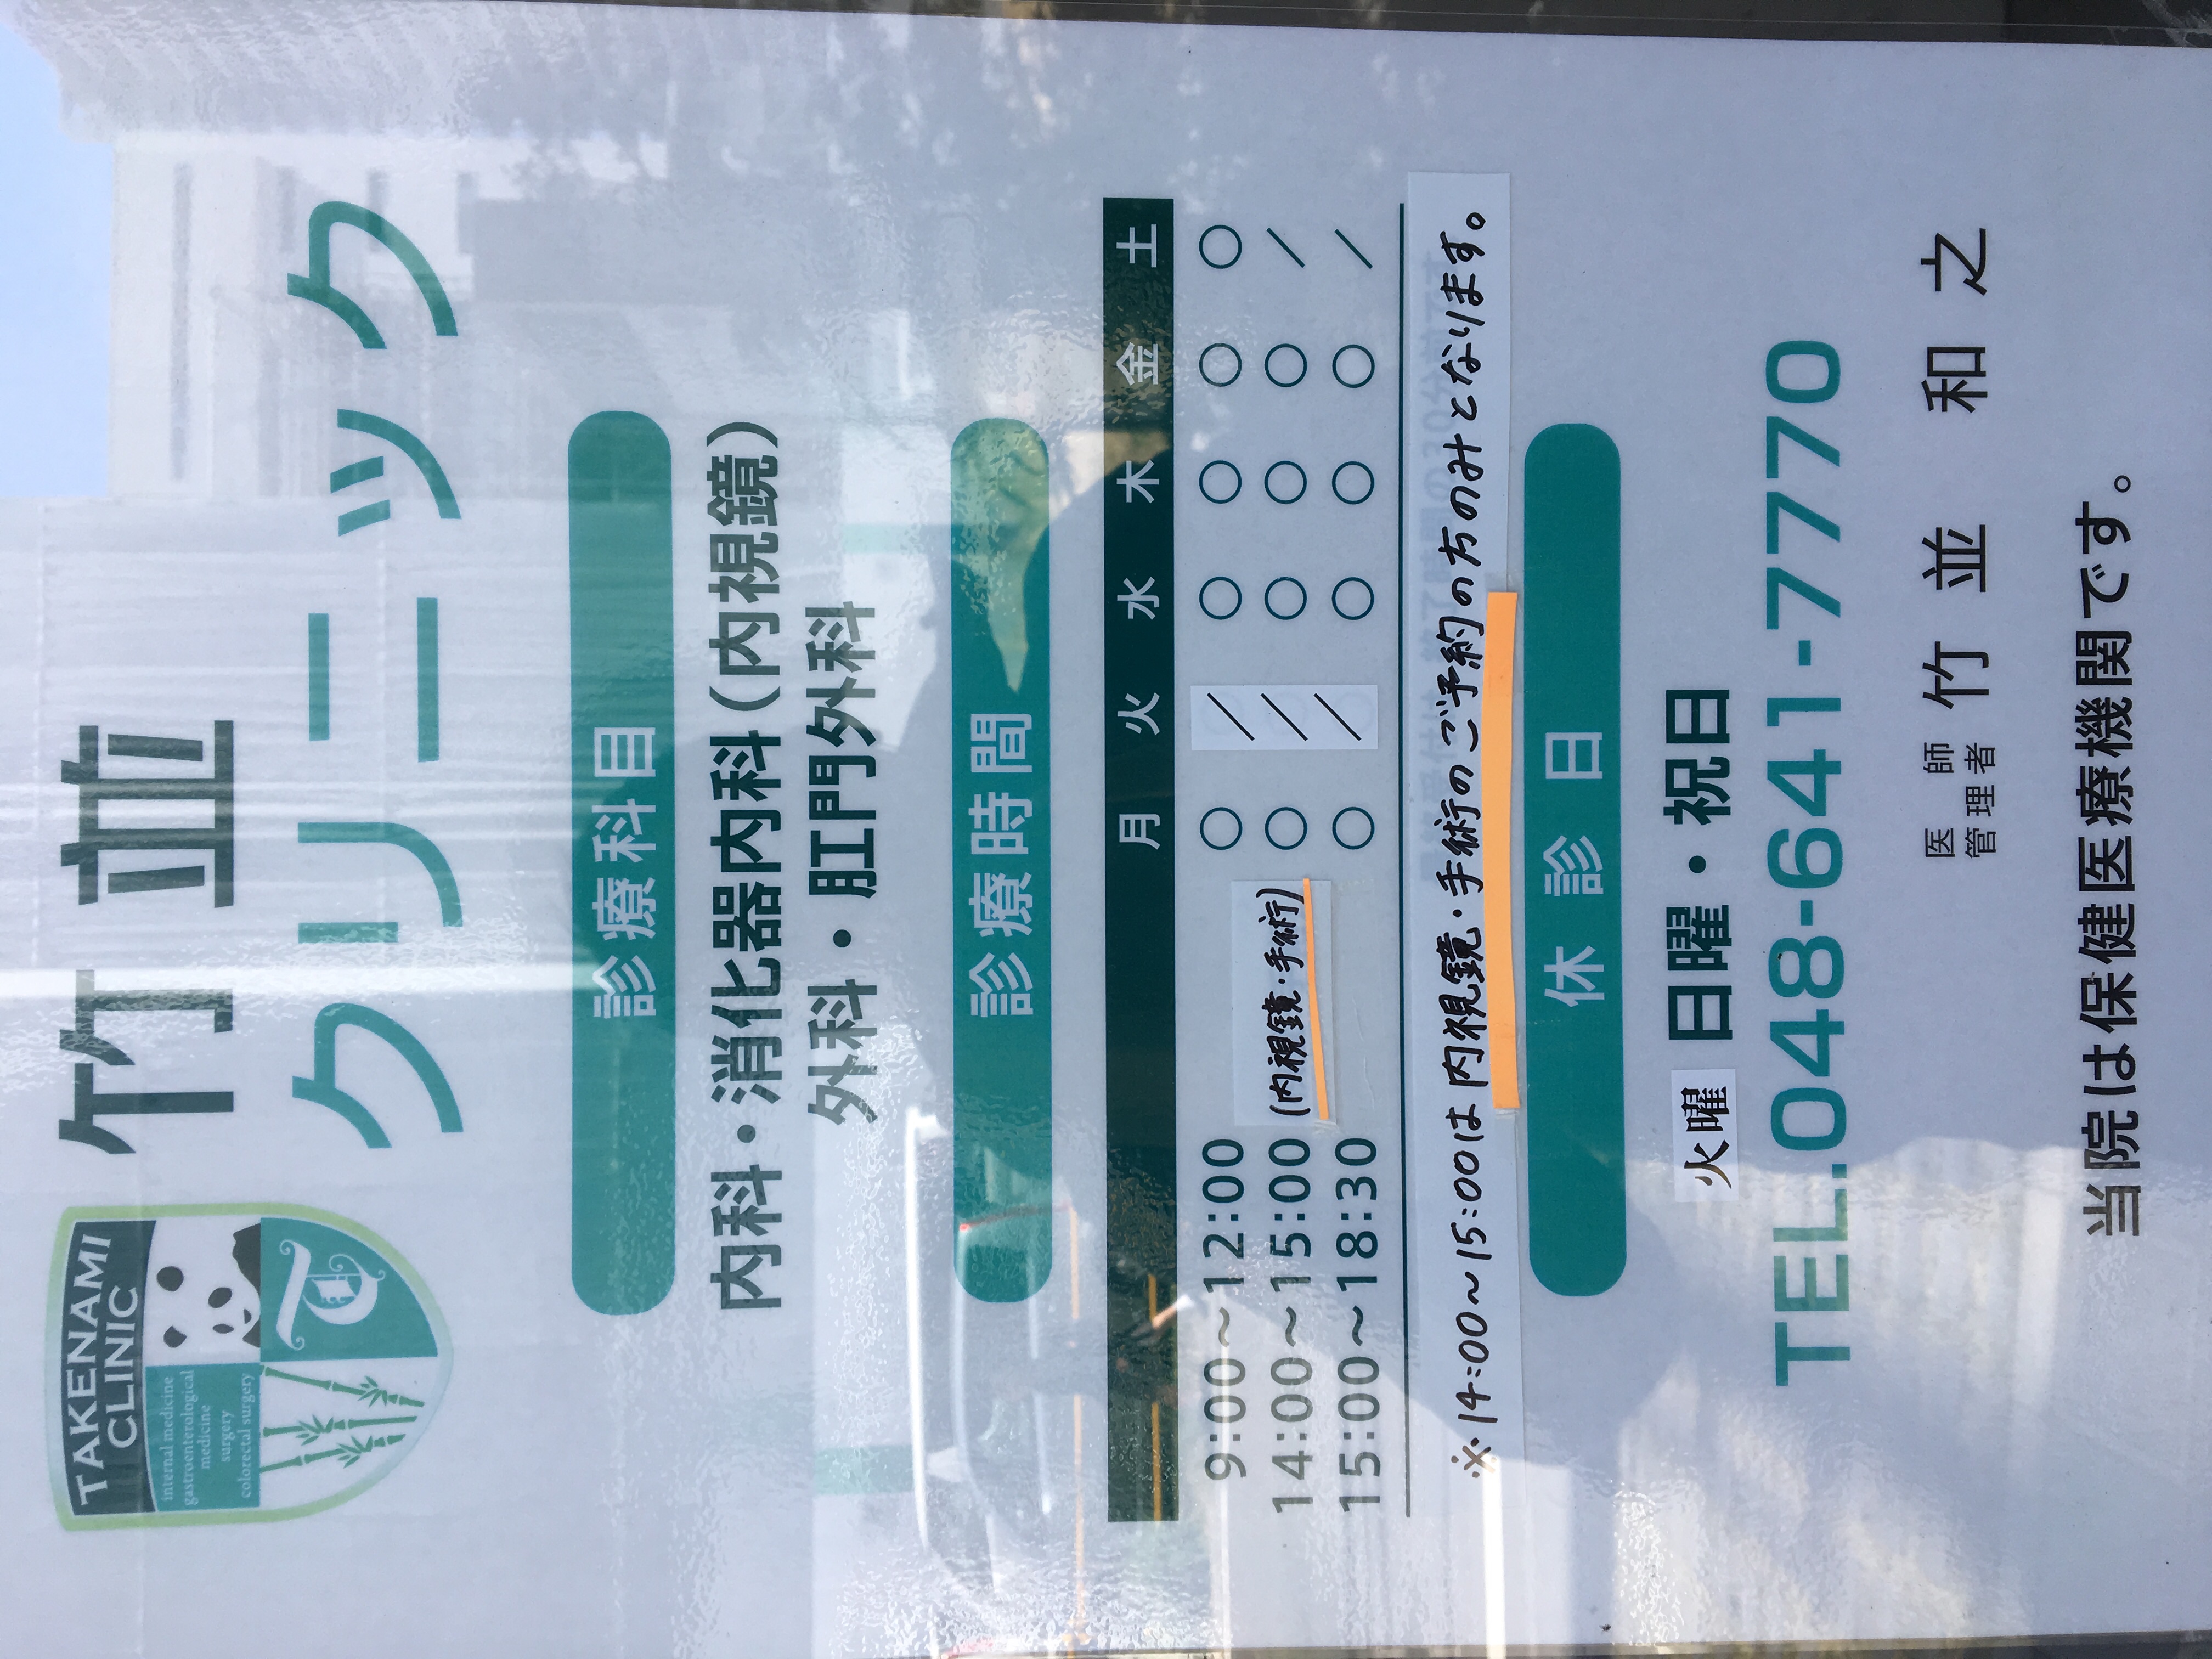 TAKENAMI
CLINIC
internal medicine
gastroenterological
medicine
surgery
colorectal surgery
T
竹並
クリニック
診療科目
内科・消化器内科（内視鏡）
外科・肛門外科
診療時間
月 火 水 木 金 土
9:00～12:00 ○ / ○ ○ ○ ○
14:00～15:00 (内視鏡・手術) ○ / ○ ○ ○ /
15:00～18:30 ○ / ○ ○ ○ /
※14:00～15:00は内視鏡・手術のご予約の方のみとなります。
休診日
火曜 日曜・祝日
TEL.048-641-7770
医師 竹並和之
管理者
当院は保健医療機関です。